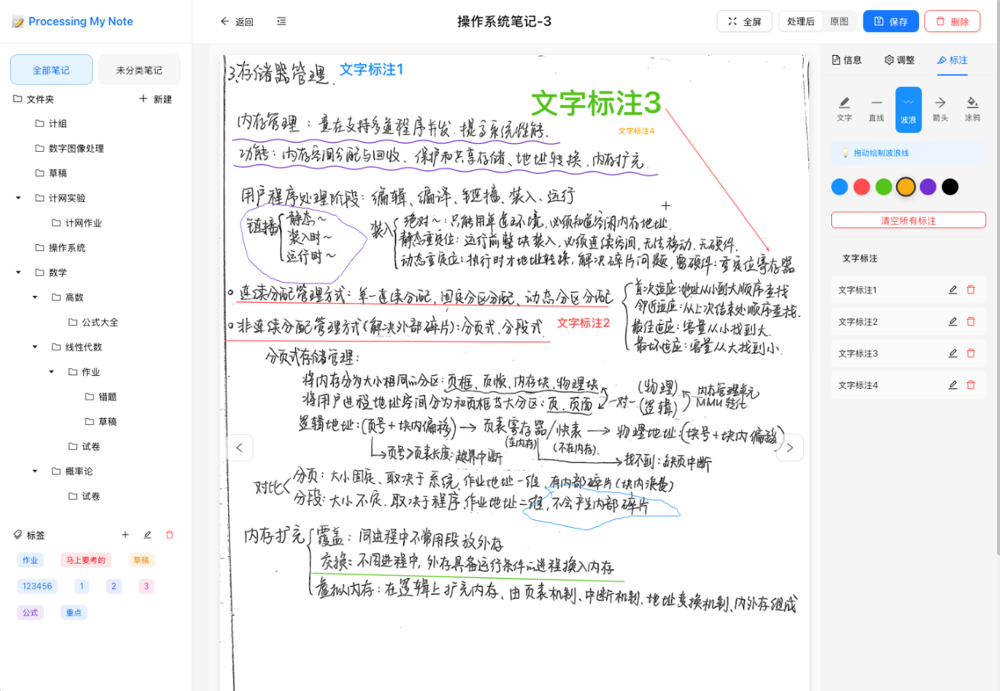 📝 Processing My Note
返回
操作系统笔记-3
全屏
处理后 原图
保存
删除
全部笔记 未分类笔记
文件夹 + 新建
计组
数字图像处理
草稿
计网实验
计网作业
操作系统
数学
高数
公式大全
线性代数
作业
错题
草稿
试卷
概率论
试卷
标签
作业 马上要考的 草稿
123456 1 2 3
公式 重点
3.存储器管理. 文字标注1
文字标注3
文字标注4
内存管理:意在支持多道程序并发.提高系统性能.
功能:内存空间分配与回收、保护和共享存储、地址转换、内存扩充.
用户程序处理阶段:编辑、编译、链接、装入、运行
链接 静态~
装入时~
运行时~
装入 绝对~:只能用单道环境,必须知道空闲内存地址.
静态重定位:运行前整块装入,必须连续空间,无法移动,无硬件.
动态重定位:执行时才地址转换,解决碎片问题,需硬件:重定位寄存器
连续分配管理方式:单一连续分配,固定分区分配、动态分区分配
首次适应:地址从小到大顺序查找
邻近适应:从上次结束处顺序查找.
最佳适应:容量从小找到大.
最坏适应:容量从大找到小.
非连续分配管理方式(解决外部碎片):分页式、分段式 文字标注2
分页式存储管理:
将内存分为大小相同的分区:页框、页帧、内存块、物理块 (物理)
将用户进程地址空间分为和页框等大分区:页、页面 一对一 (逻辑)
内存管理单元
MMU 转化
逻辑地址:(页号+块内偏移)→页表寄存器/快表→物理地址:(块号+块内偏移)
(在内存) (不在内存).
页号>页表长度:越界中断
找不到:缺页中断
对比 分页:大小固定、取决于系统、作业地址一维,有内部碎片(块内浪费)
分段:大小不定.取决于程序,作业地址二维,不会产生内部碎片
内存扩充 覆盖:同进程中不常用段放外存
交换:不同进程中,外存具备运行条件的进程换入内存
虚拟内存:在逻辑上扩充内存、由页表机制、中断机制、地址变换机制、内外存组成
信息 调整 标注
文字 直线 波浪 箭头 涂鸦
💡 拖动绘制波浪线
清空所有标注
文字标注
文字标注1
文字标注2
文字标注3
文字标注4